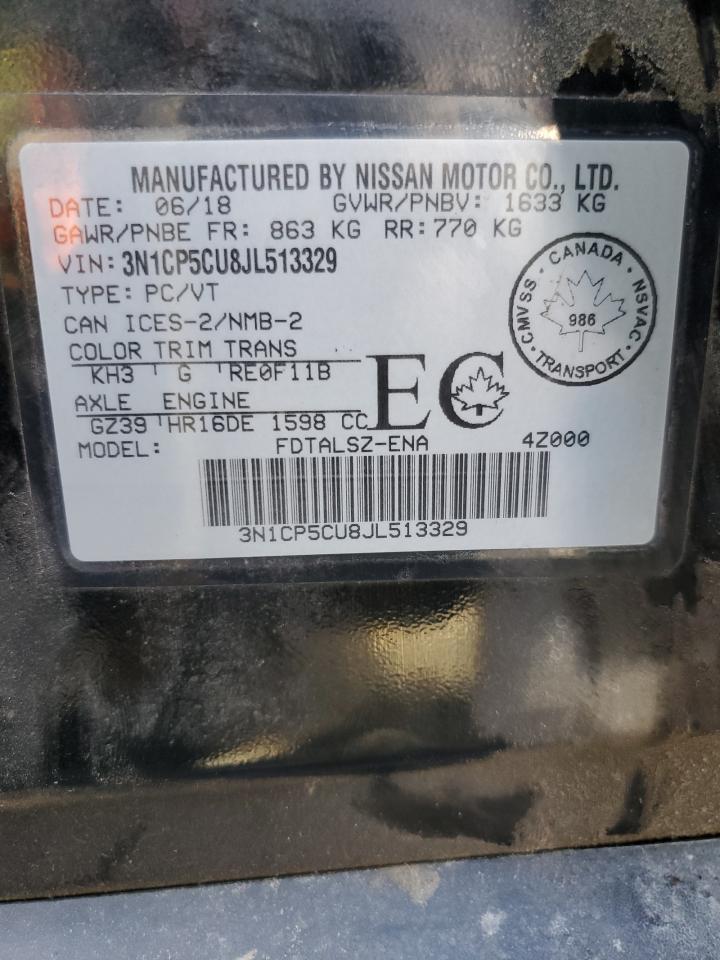 MANUFACTURED BY NISSAN MOTOR CO., LTD.
DATE: 06/18 GVWR/PNBV: 1633 KG
GAWR/PNBE FR: 863 KG RR: 770 KG
VIN: 3N1CP5CU8JL513329
TYPE: PC/VT
CAN ICES-2/NMB-2
COLOR TRIM TRANS
KH3 G RE0F11B
AXLE ENGINE
GZ39 HR16DE 1598 CC
EC
MODEL: FDTALSZ-ENA 4Z000
3N1CP5CU8JL513329
CANADA
CMVSS NSVAC
986
TRANSPORT